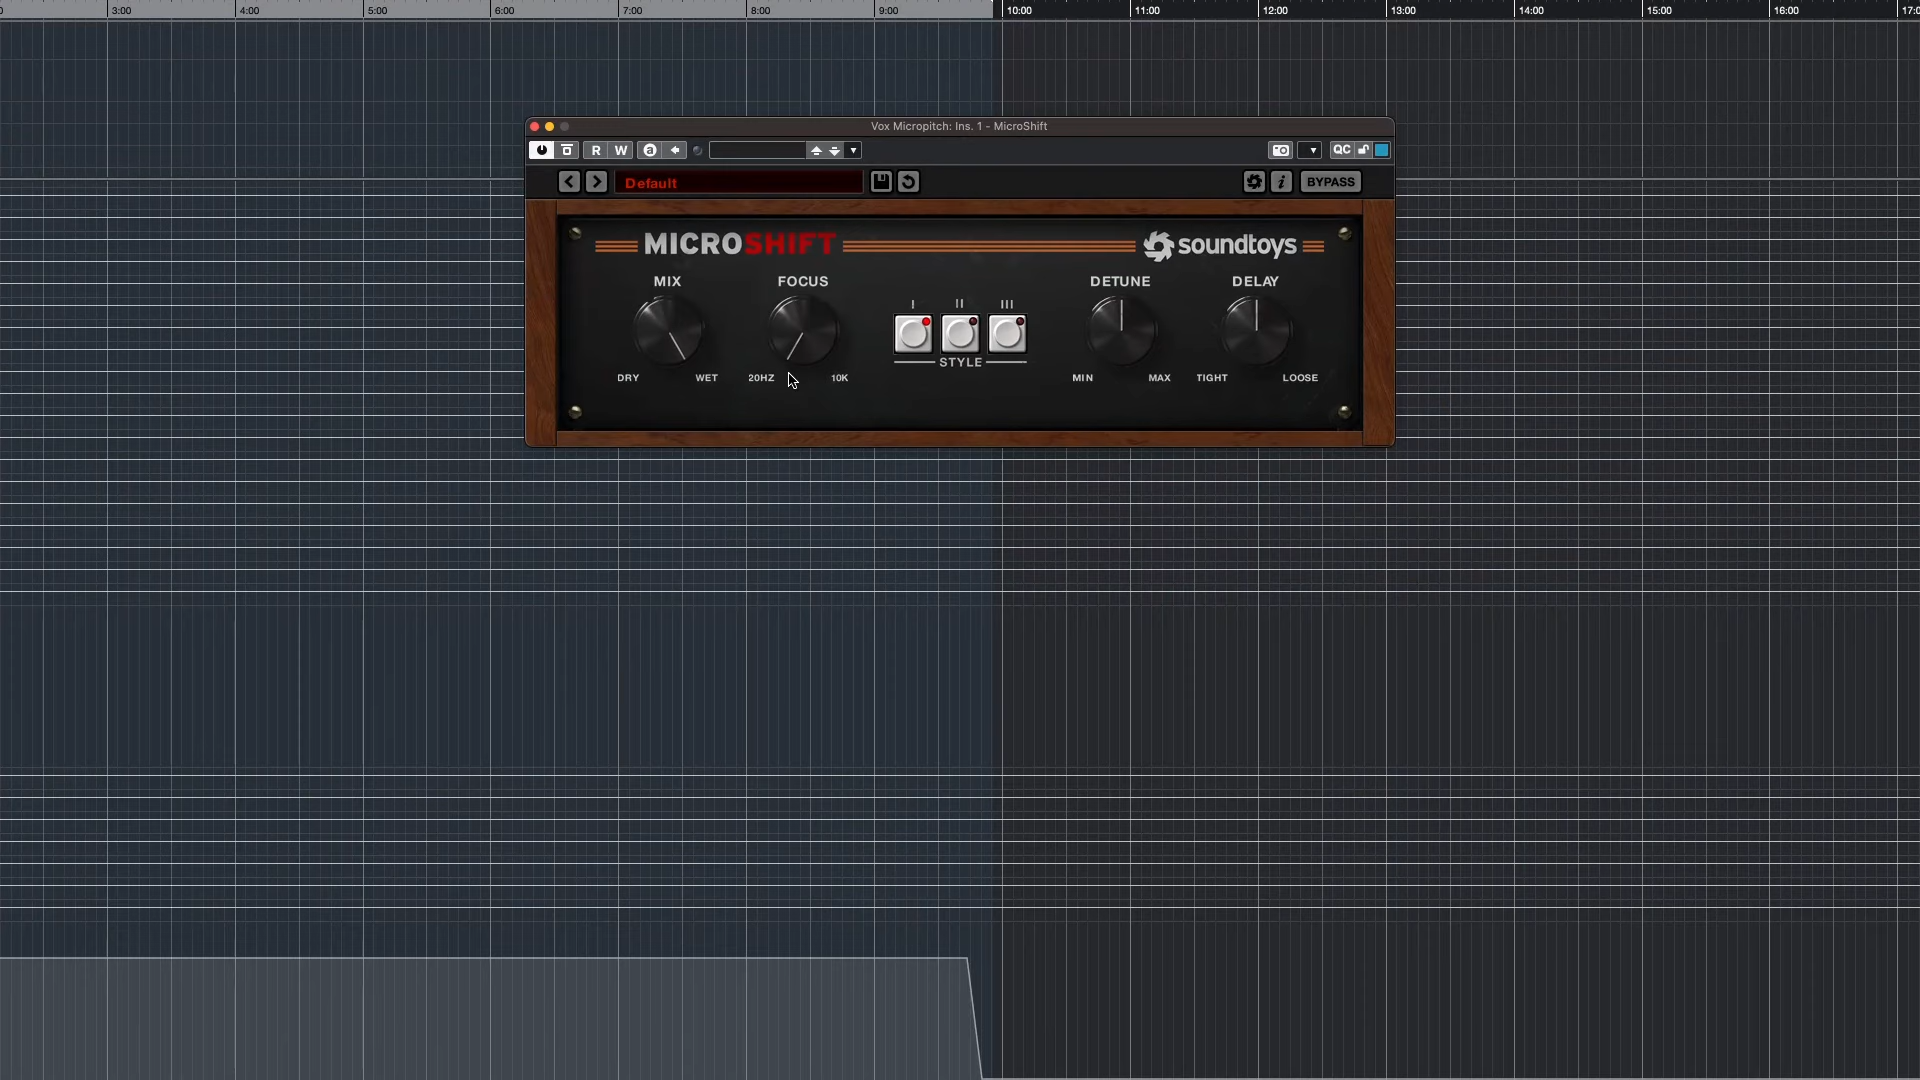 3:00 4:00 5:00 6:00 7:00 8:00 9:00 10:00 11:00 12:00 13:00 14:00 15:00 16:00
Vox Micropitch: Ins. 1 - MicroShift
R W a QC
Default i BYPASS
MICROSHIFT soundtoys
MIX FOCUS DETUNE DELAY
I II III
STYLE
DRY WET 20HZ 10K MIN MAX TIGHT LOOSE